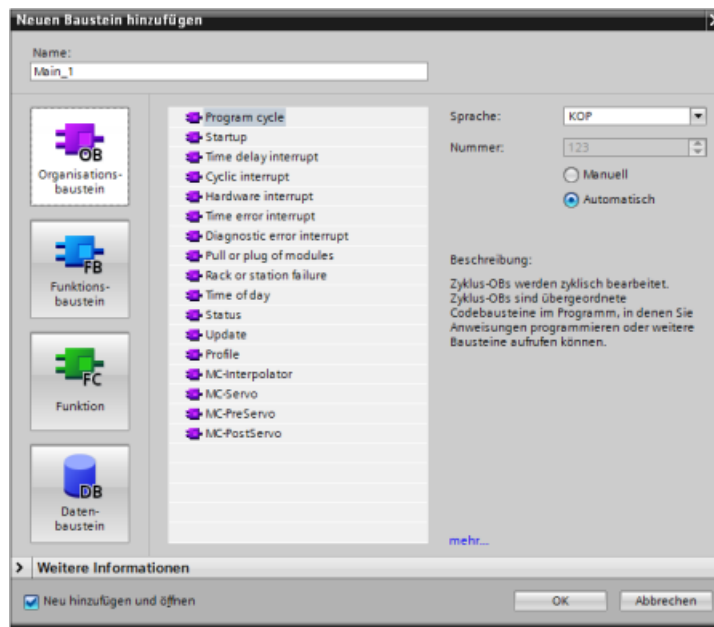 Neuen Baustein hinzufügen
Name:
Main_1
OB
Organisations-
baustein
FB
Funktions-
baustein
FC
Funktion
DB
Daten-
baustein
Program cycle
Startup
Time delay interrupt
Cyclic interrupt
Hardware interrupt
Time error interrupt
Diagnostic error interrupt
Pull or plug of modules
Rack or station failure
Time of day
Status
Update
Profile
MC-Interpolator
MC-Servo
MC-PreServo
MC-PostServo
Sprache:
KOP
Nummer:
123
Manuell
Automatisch
Beschreibung:
Zyklus-OBs werden zyklisch bearbeitet.
Zyklus-OBs sind übergeordnete
Codebausteine im Programm, in denen Sie
Anweisungen programmieren oder weitere
Bausteine aufrufen können.
mehr...
Weitere Informationen
Neu hinzufügen und öffnen
OK
Abbrechen